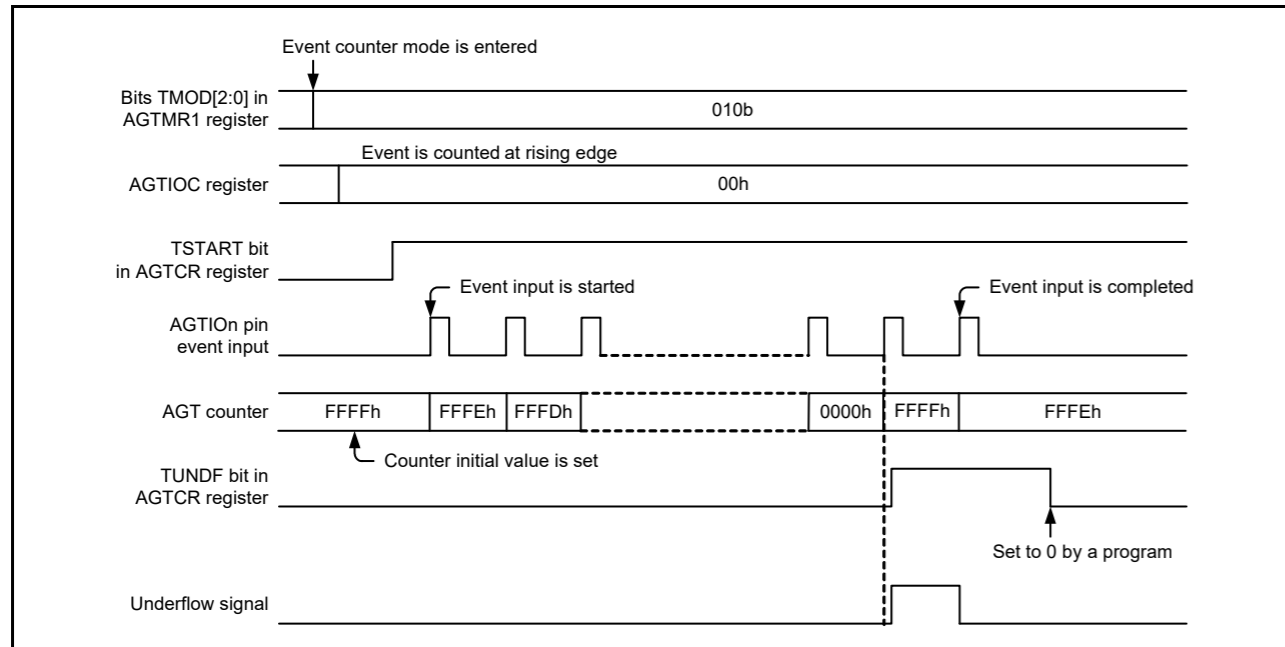 Event counter mode is entered
Bits TMOD[2:0] in
AGTMR1 register
010b
Event is counted at rising edge
AGTIOC register
00h
TSTART bit
in AGTCR register
Event input is started
Event input is completed
AGTIOn pin
event input
AGT counter
FFFFh
FFFEh
FFFDh
0000h
FFFFh
FFFEh
Counter initial value is set
TUNDF bit in
AGTCR register
Set to 0 by a program
Underflow signal